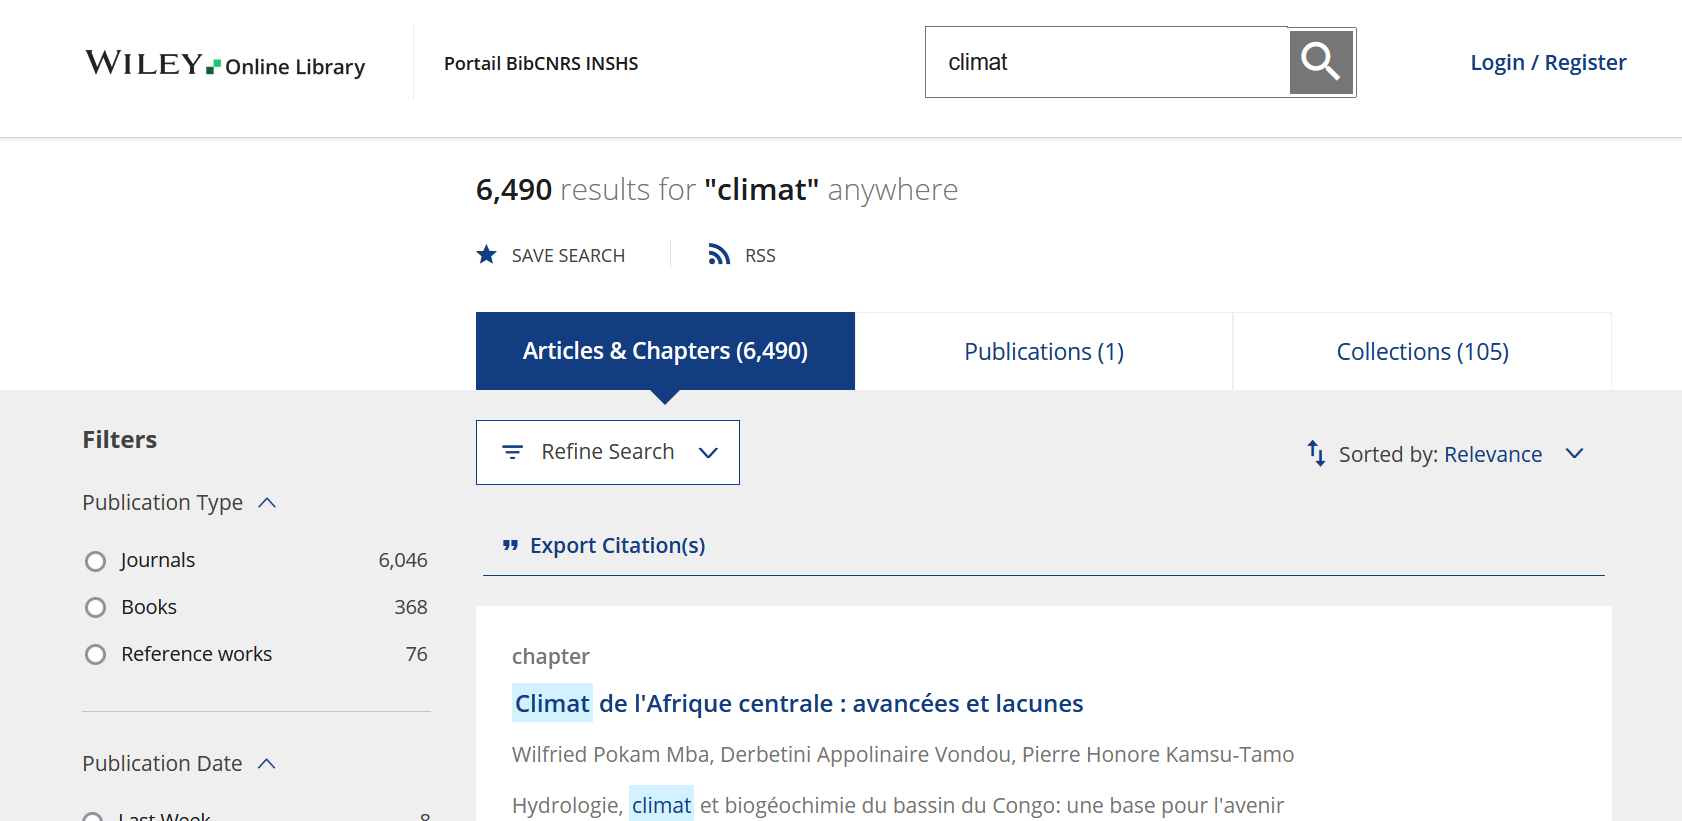 WILEY Online Library
Portail BibCNRS INSHS
climat
Login / Register
6,490 results for "climat" anywhere
SAVE SEARCH
RSS
Articles & Chapters (6,490)
Publications (1)
Collections (105)
Filters
Publication Type
Journals 6,046
Books 368
Reference works 76
Publication Date
Last Week 8
Refine Search
Sorted by: Relevance
Export Citation(s)
chapter
Climat de l'Afrique centrale : avancées et lacunes
Wilfried Pokam Mba, Derbetini Appolinaire Vondou, Pierre Honore Kamsu-Tamo
Hydrologie, climat et biogéochimie du bassin du Congo: une base pour l'avenir